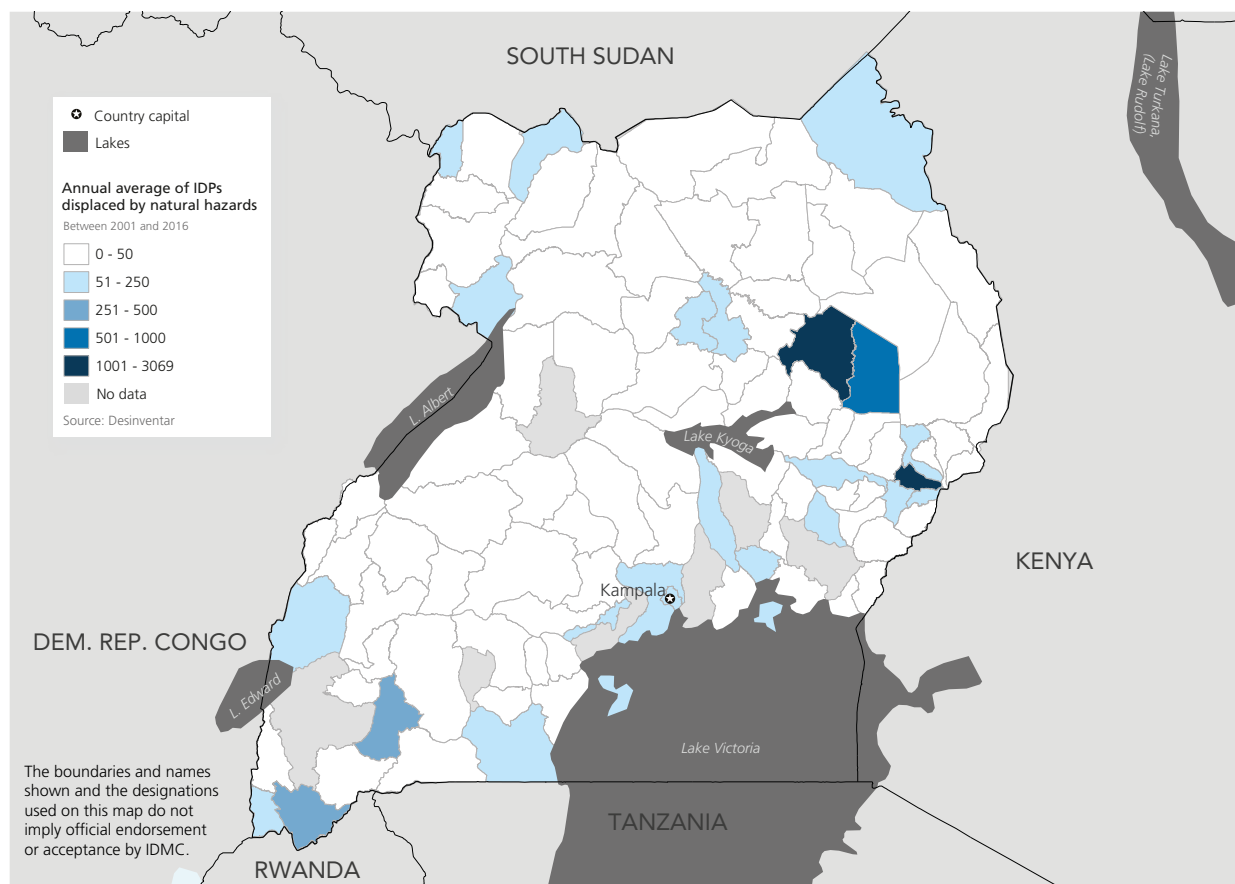 SOUTH SUDAN
Lake Turkana,
(Lake Rudolf)
Country capital
Lakes
Annual average of IDPs
displaced by natural hazards
Between 2001 and 2016
0 - 50
51 - 250
251 - 500
501 - 1000
1001 - 3069
No data
Source: Desinventar
L. Albert
Lake Kyoga
KENYA
Kampala
DEM. REP. CONGO
L. Edward
Lake Victoria
The boundaries and names
shown and the designations
used on this map do not
imply official endorsement
or acceptance by IDMC.
TANZANIA
RWANDA